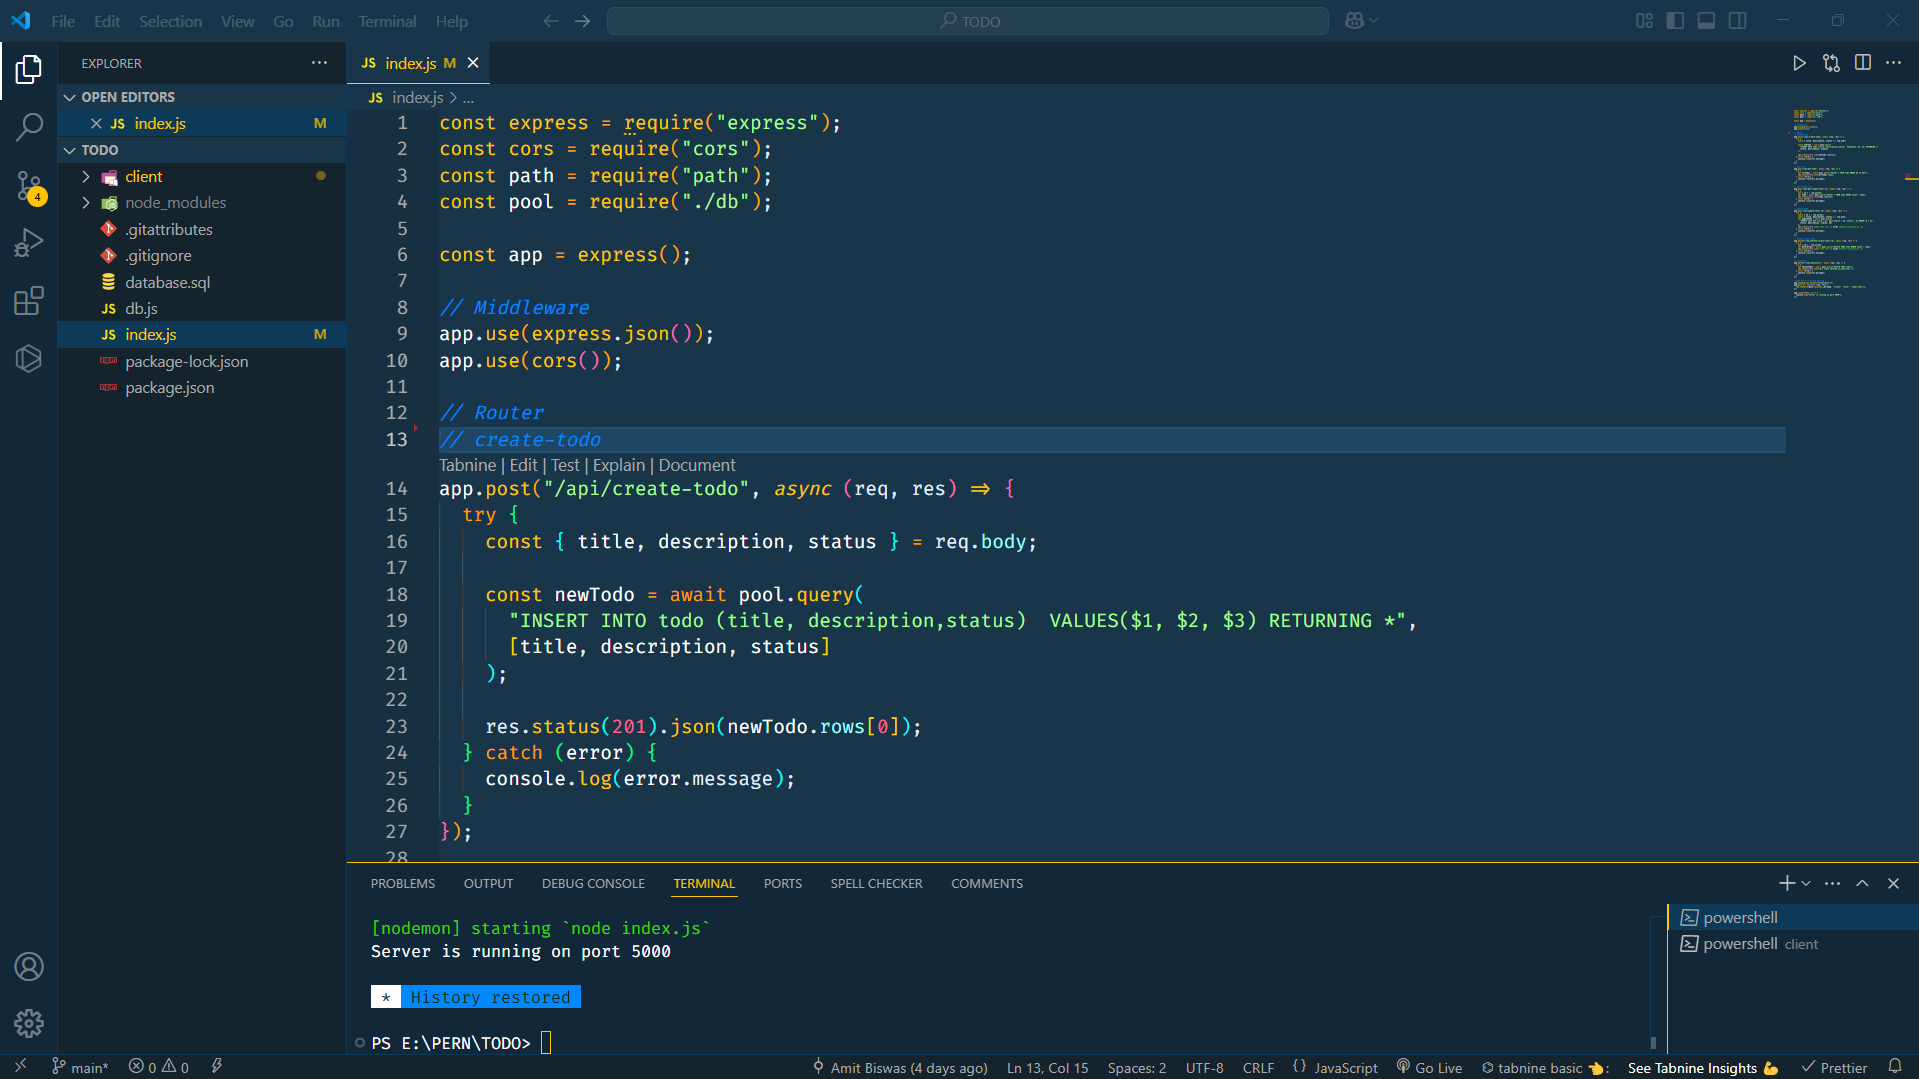 File Edit Selection View Go Run Terminal Help
TODO
EXPLORER
OPEN EDITORS
JS index.js M
TODO
client
node_modules
.gitattributes
.gitignore
database.sql
JS db.js
JS index.js M
package-lock.json
package.json
4
JS index.js M
JS index.js > ...
1 const express = require("express");
2 const cors = require("cors");
3 const path = require("path");
4 const pool = require("./db");
5
6 const app = express();
7
8 // Middleware
9 app.use(express.json());
10 app.use(cors());
11
12 // Router
13 // create-todo
Tabnine | Edit | Test | Explain | Document
14 app.post("/api/create-todo", async (req, res) => {
15 try {
16 const { title, description, status } = req.body;
17
18 const newTodo = await pool.query(
19 "INSERT INTO todo (title, description,status)  VALUES($1, $2, $3) RETURNING *",
20 [title, description, status]
21 );
22
23 res.status(201).json(newTodo.rows[0]);
24 } catch (error) {
25 console.log(error.message);
26 }
27 });
28
PROBLEMS OUTPUT DEBUG CONSOLE TERMINAL PORTS SPELL CHECKER COMMENTS
[nodemon] starting `node index.js`
Server is running on port 5000
* History restored
PS E:\PERN\TODO>
powershell
powershell client
main* 0 0 Amit Biswas (4 days ago) Ln 13, Col 15 Spaces: 2 UTF-8 CRLF {} JavaScript Go Live tabnine basic : See Tabnine Insights Prettier